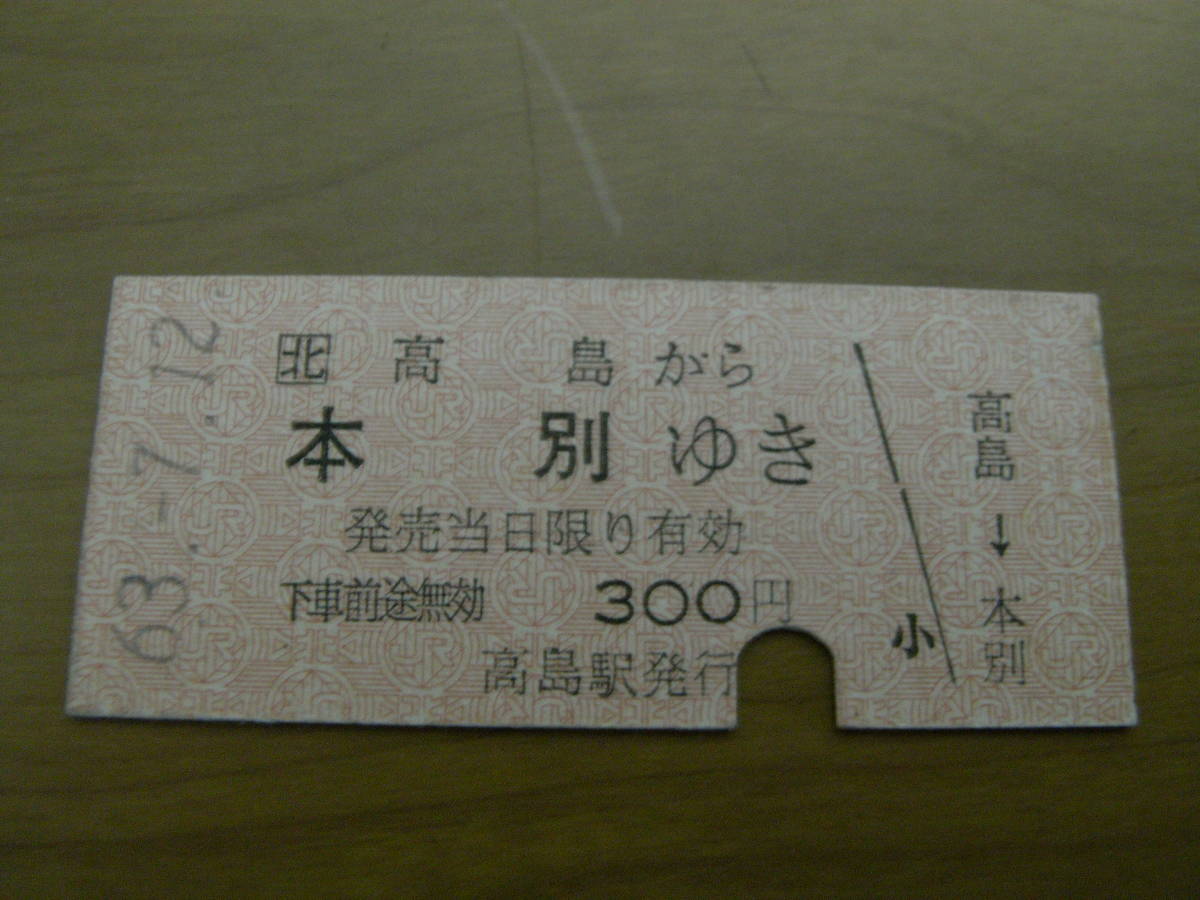 63.-7.12
北 高島から
本別ゆき
発売当日限り有効
下車前途無効 300円
高島駅発行
小
高島→本別